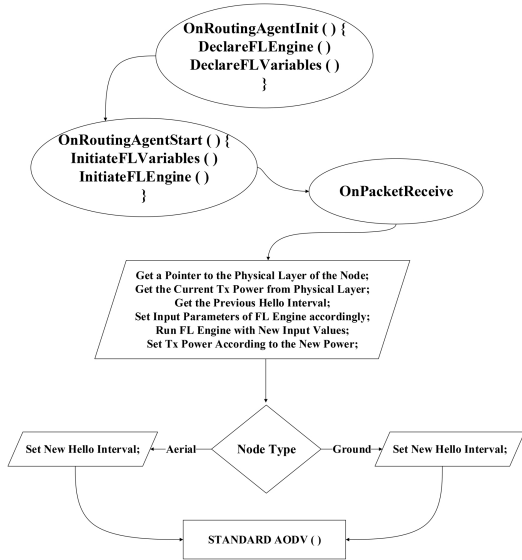 OnRoutingAgentInit ( ) {
DeclareFLEngine ( )
DeclareFLVariables ( )
}
OnRoutingAgentStart ( ) {
InitiateFLVariables ( )
InitiateFLEngine ( )
}
OnPacketReceive
Get a Pointer to the Physical Layer of the Node;
Get the Current Tx Power from Physical Layer;
Get the Previous Hello Interval;
Set Input Parameters of FL Engine accordingly;
Run FL Engine with New Input Values;
Set Tx Power According to the New Power;
Set New Hello Interval;
Aerial
Node Type
Ground
Set New Hello Interval;
STANDARD AODV ( )